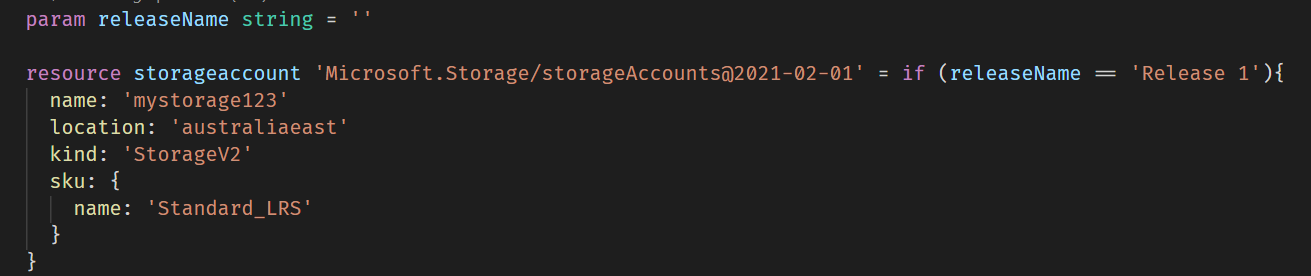 param releaseName string = ''
resource storageaccount 'Microsoft.Storage/storageAccounts@2021-02-01' = if (releaseName == 'Release 1'){
name: 'mystorage123'
location: 'australiaeast'
kind: 'StorageV2'
sku: {
name: 'Standard_LRS'
}
}